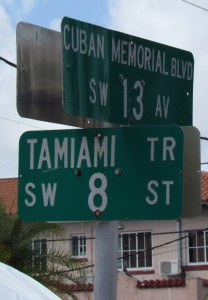 CUBAN MEMORIAL BLVD
SW 13 AV
TAMIAMI TR
SW 8 ST